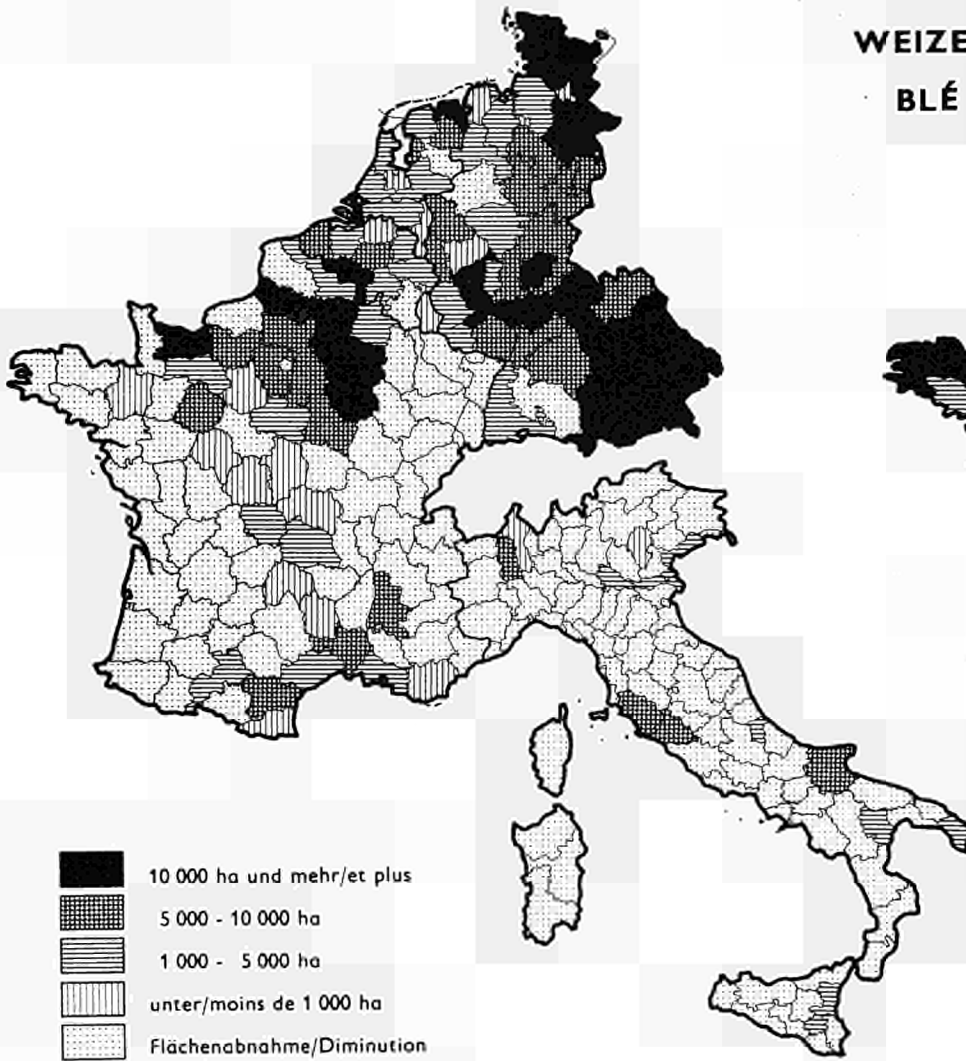 WEIZE
BLÉ
10 000 ha und mehr/et plus
5 000 - 10 000 ha
1 000 - 5 000 ha
unter/moins de 1 000 ha
Flächenabnahme/Diminution